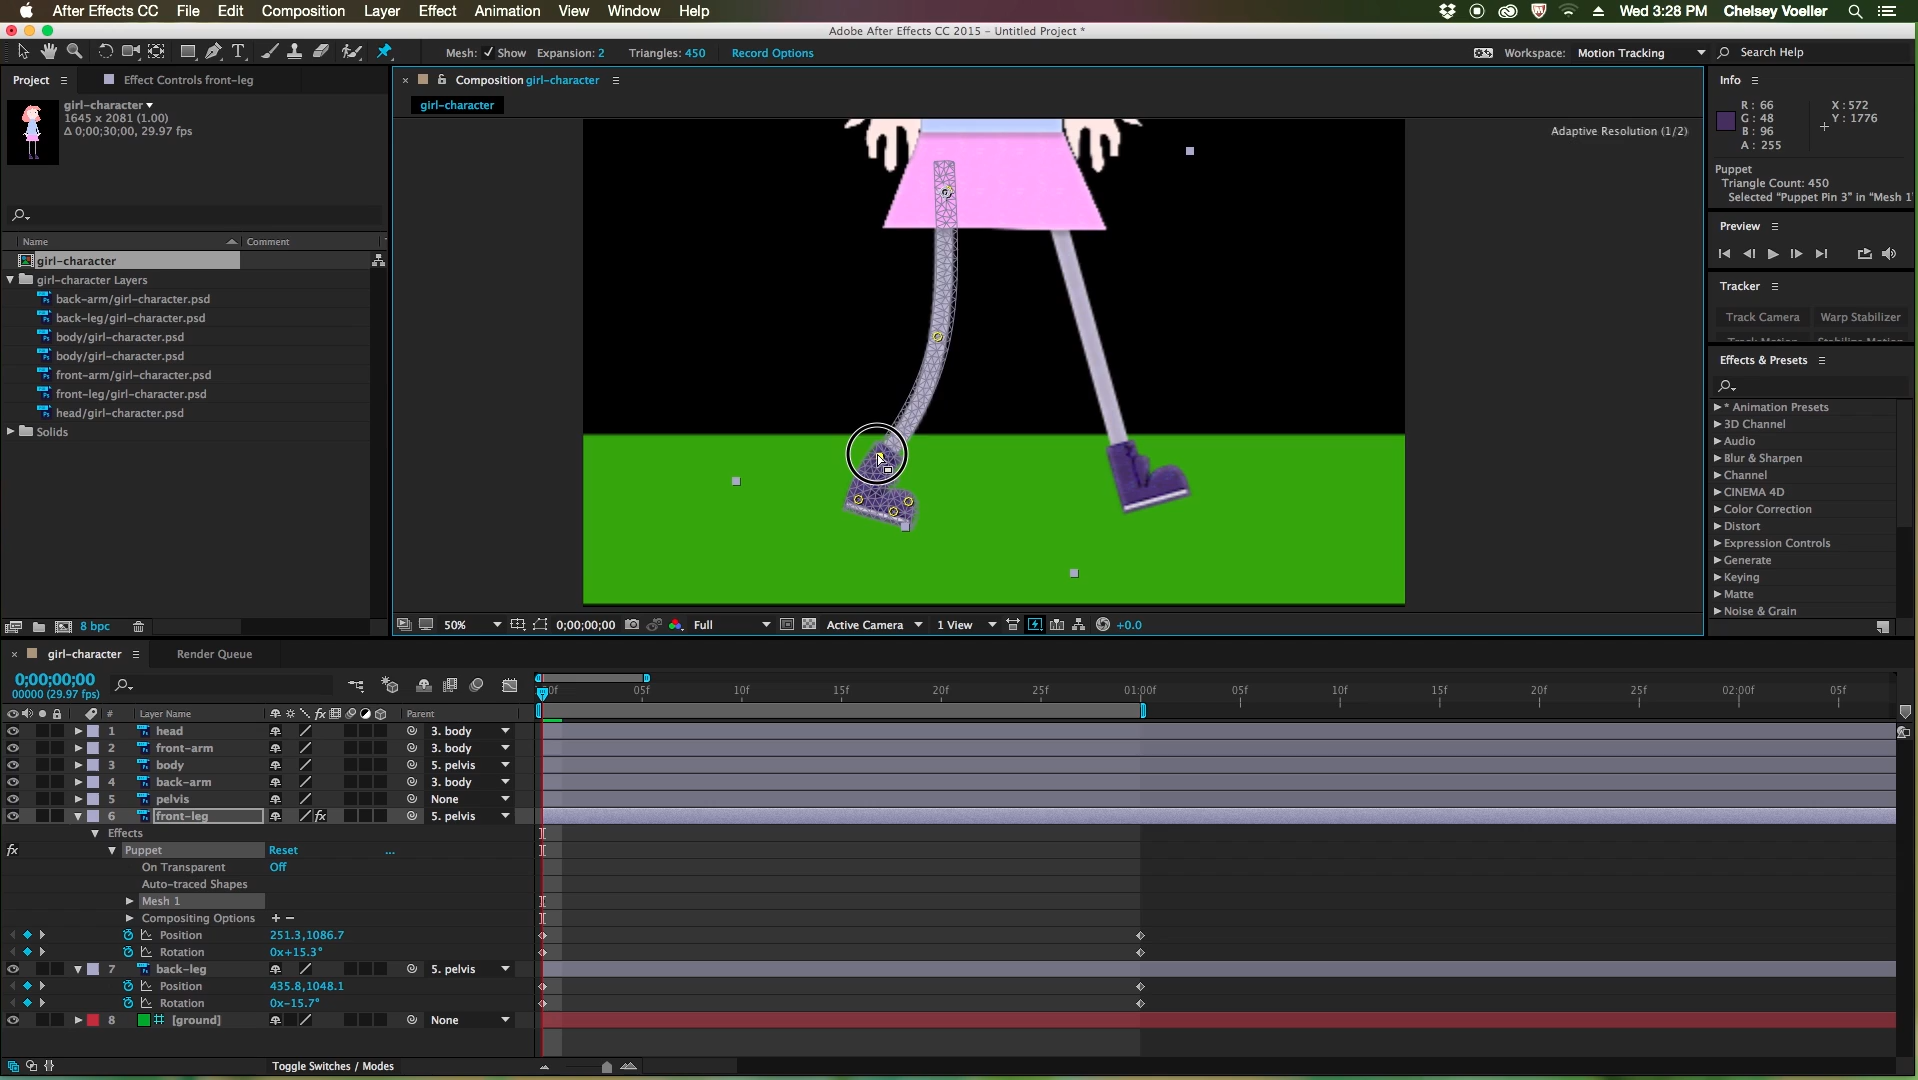 After Effects CC File Edit Composition Layer Effect Animation View Window Help Wed 3:28 PM Chelsey Voeller
Adobe After Effects CC 2015 – Untitled Project *
Mesh: Show Expansion: 2 Triangles: 450 Record Options Workspace: Motion Tracking Search Help
Project Effect Controls front-leg
girl-character
1645 x 2081 (1.00)
Δ 0;00;30;00, 29.97 fps
Name Comment
girl-character
girl-character Layers
back-arm/girl-character.psd
back-leg/girl-character.psd
body/girl-character.psd
body/girl-character.psd
front-arm/girl-character.psd
front-leg/girl-character.psd
head/girl-character.psd
Solids
8 bpc
Composition girl-character
girl-character
Adaptive Resolution (1/2)
50% 0;00;00;00 Full Active Camera 1 View +0.0
Info
R: 66 X: 572
G: 48 Y: 1776
B: 96
A: 255
Puppet
Triangle Count: 450
Selected "Puppet Pin 3" in "Mesh 1"
Preview
Tracker
Track Camera Warp Stabilizer
Track Motion Stabilize Motion
Effects & Presets
* Animation Presets
3D Channel
Audio
Blur & Sharpen
Channel
CINEMA 4D
Color Correction
Distort
Expression Controls
Generate
Keying
Matte
Noise & Grain
girl-character Render Queue
0;00;00;00
00000 (29.97 fps)
00f 05f 10f 15f 20f 25f 01:00f 05f 10f 15f 20f 25f 02:00f 05f
# Layer Name Parent
1 head 3. body
2 front-arm 3. body
3 body 5. pelvis
4 back-arm 3. body
5 pelvis None
6 front-leg fx 5. pelvis
Effects
fx Puppet Reset ...
On Transparent Off
Auto-traced Shapes
Mesh 1
Compositing Options + –
Position 251.3,1086.7
Rotation 0x+15.3°
7 back-leg 5. pelvis
Position 435.8,1048.1
Rotation 0x–15.7°
8 [ground] None
Toggle Switches / Modes